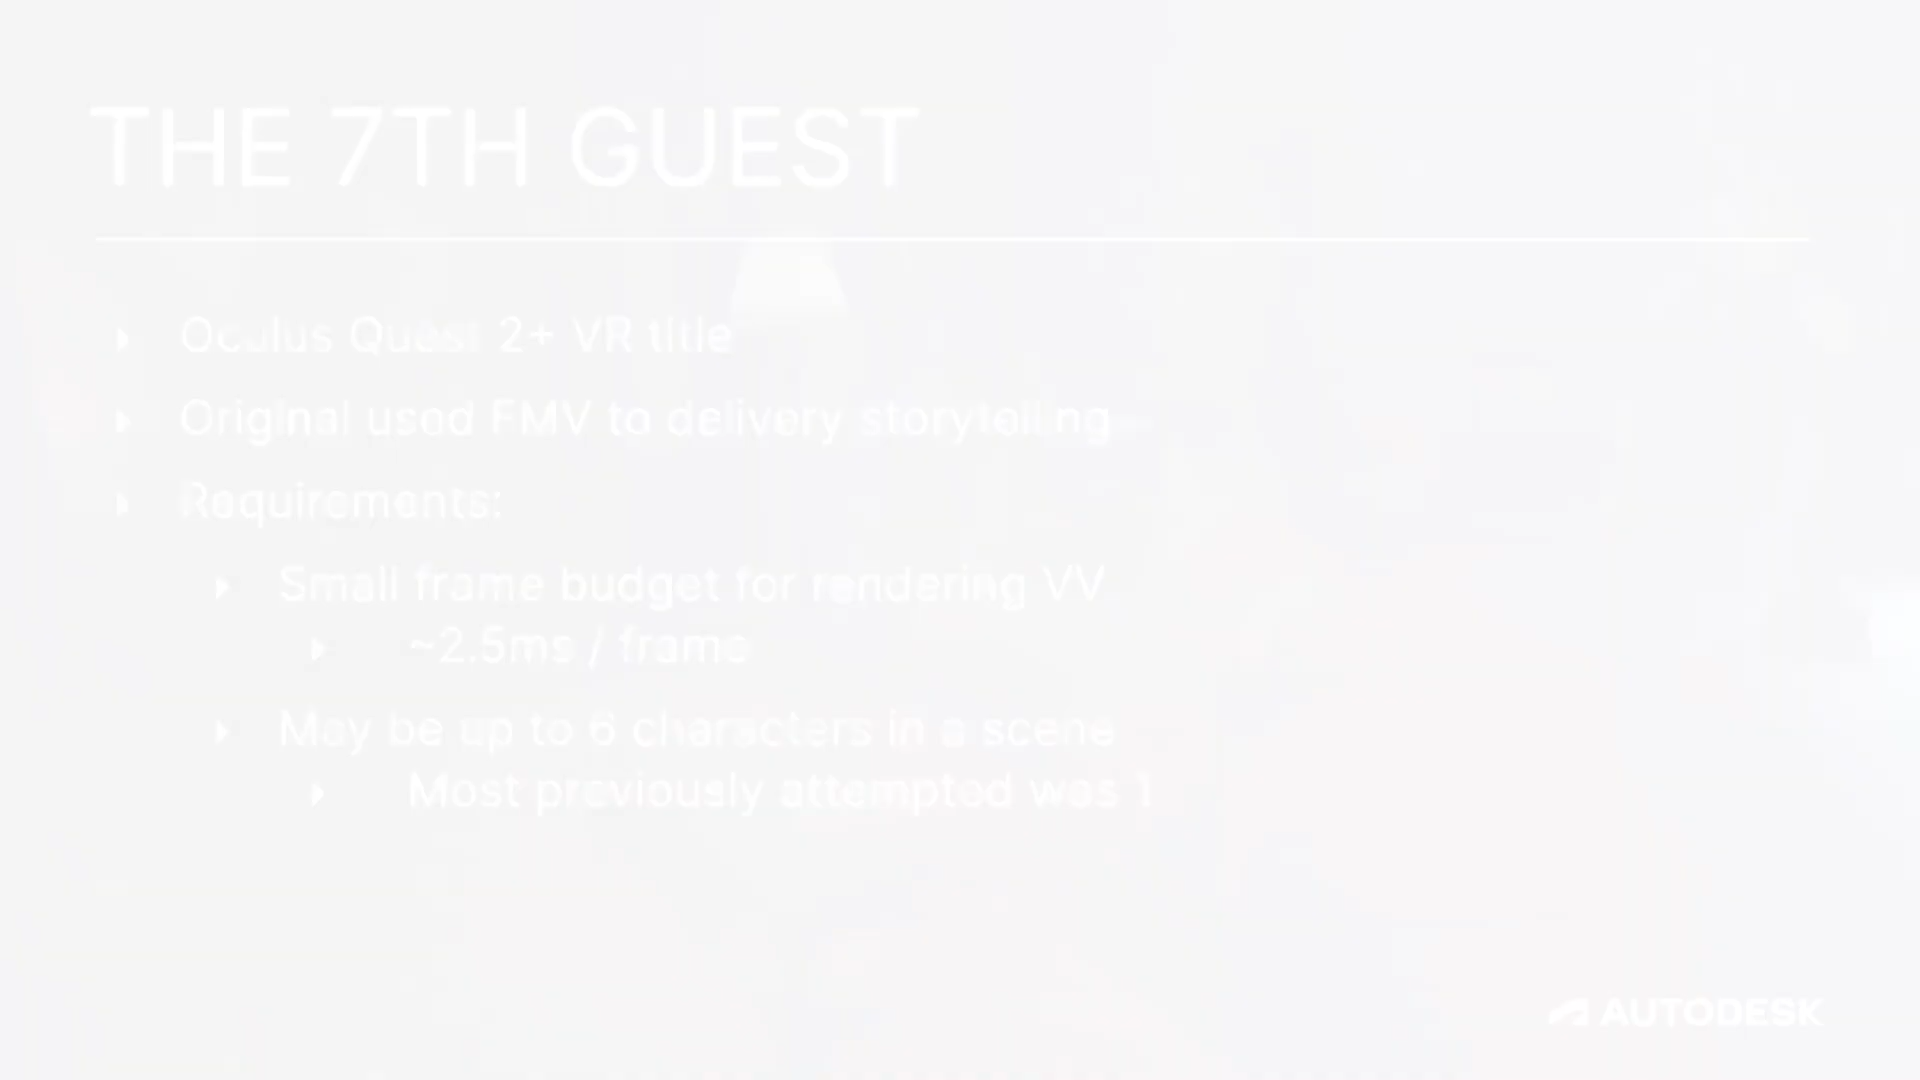 THE 7TH GUEST
Oculus Quest 2+ VR title
Original used FMV to delivery storytelling
Requirements:
Small frame budget for rendering VV
~2.5ms / frame
May be up to 6 characters in a scene
Most previously attempted was 1
AUTODESK